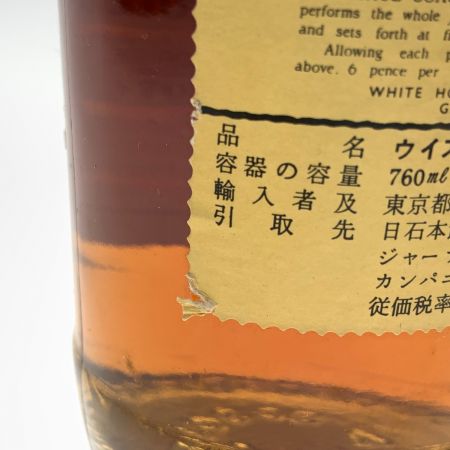 performs the whole
and sets forth at f
Allowing each p
above. 6 pence per
WHITE HO
G
品名 ウイス
容器の容量 760ml
輸入者及 東京都
引取先 日石本
ジャー
カンパニ
従価税率